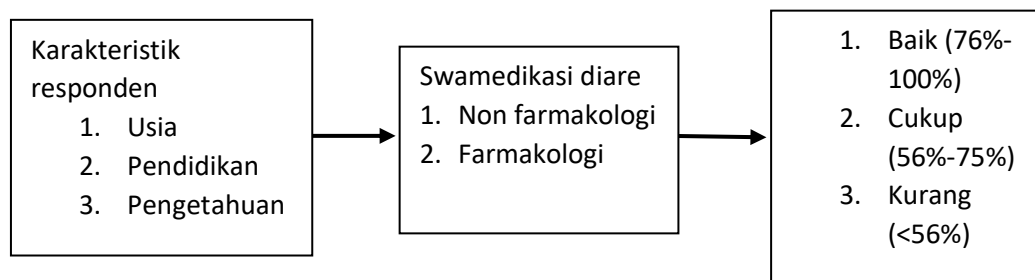 Karakteristik
responden
1. Usia
2. Pendidikan
3. Pengetahuan
Swamedikasi diare
1. Non farmakologi
2. Farmakologi
1. Baik (76%-
100%)
2. Cukup
(56%-75%)
3. Kurang
(<56%)